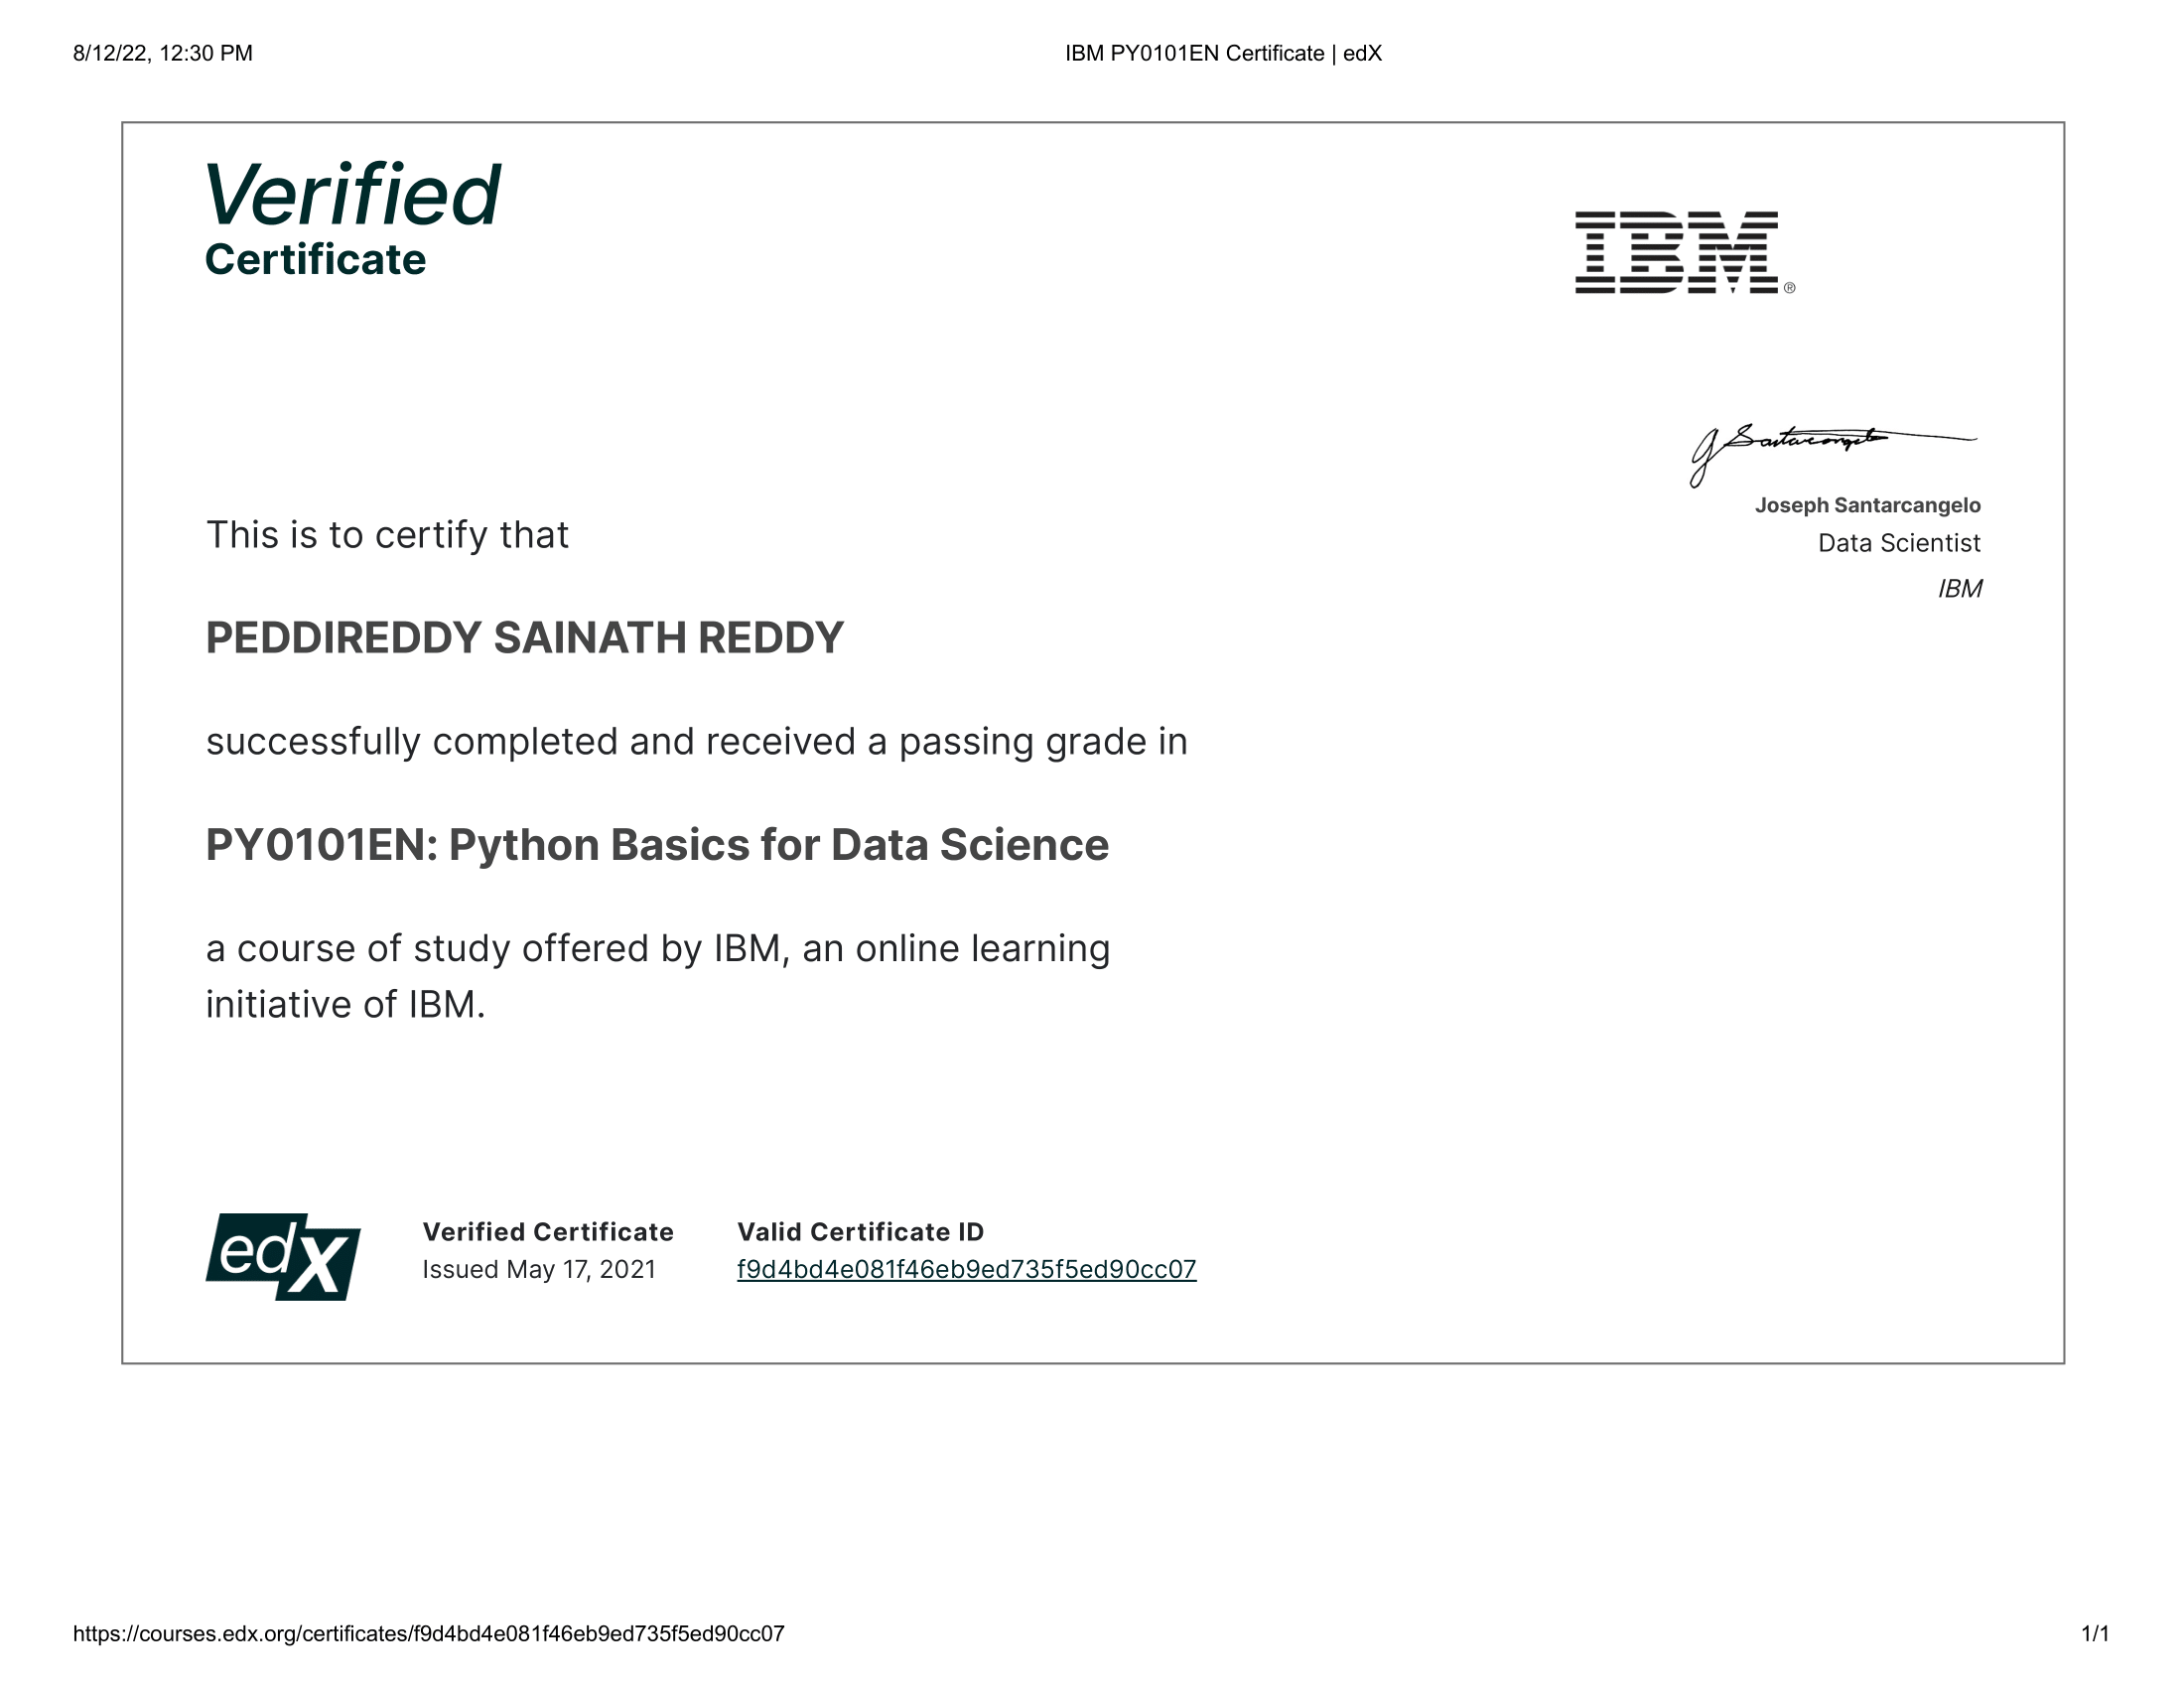 8/12/22, 12:30 PM
IBM PY0101EN Certificate | edX
Verified
Certificate
IBM®
Joseph Santarcangelo
Data Scientist
IBM
This is to certify that
PEDDIREDDY SAINATH REDDY
successfully completed and received a passing grade in
PY0101EN: Python Basics for Data Science
a course of study offered by IBM, an online learning
initiative of IBM.
edX
Verified Certificate
Issued May 17, 2021
Valid Certificate ID
f9d4bd4e081f46eb9ed735f5ed90cc07
https://courses.edx.org/certificates/f9d4bd4e081f46eb9ed735f5ed90cc07
1/1